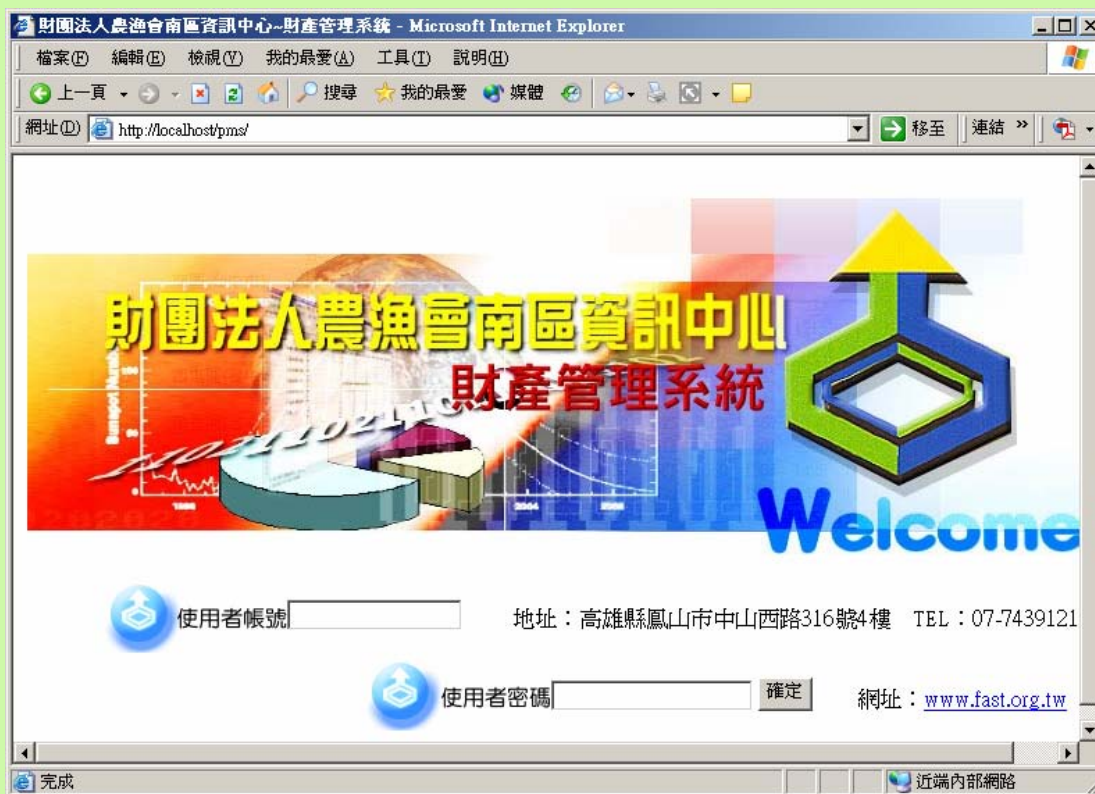 財團法人農漁會南區資訊中心~財產管理系統 - Microsoft Internet Explorer
檔案(F) 編輯(E) 檢視(V) 我的最愛(A) 工具(T) 說明(H)
上一頁 搜尋 我的最愛 媒體
網址(D) http://localhost/pms/ 移至 連結 »
財團法人農漁會南區資訊中心
財產管理系統
11021102110
1998 2004 2006
Welcome
使用者帳號 地址：高雄縣鳳山市中山西路316號4樓 TEL：07-7439121
使用者密碼 確定 網址：www.fast.org.tw
完成 近端內部網路